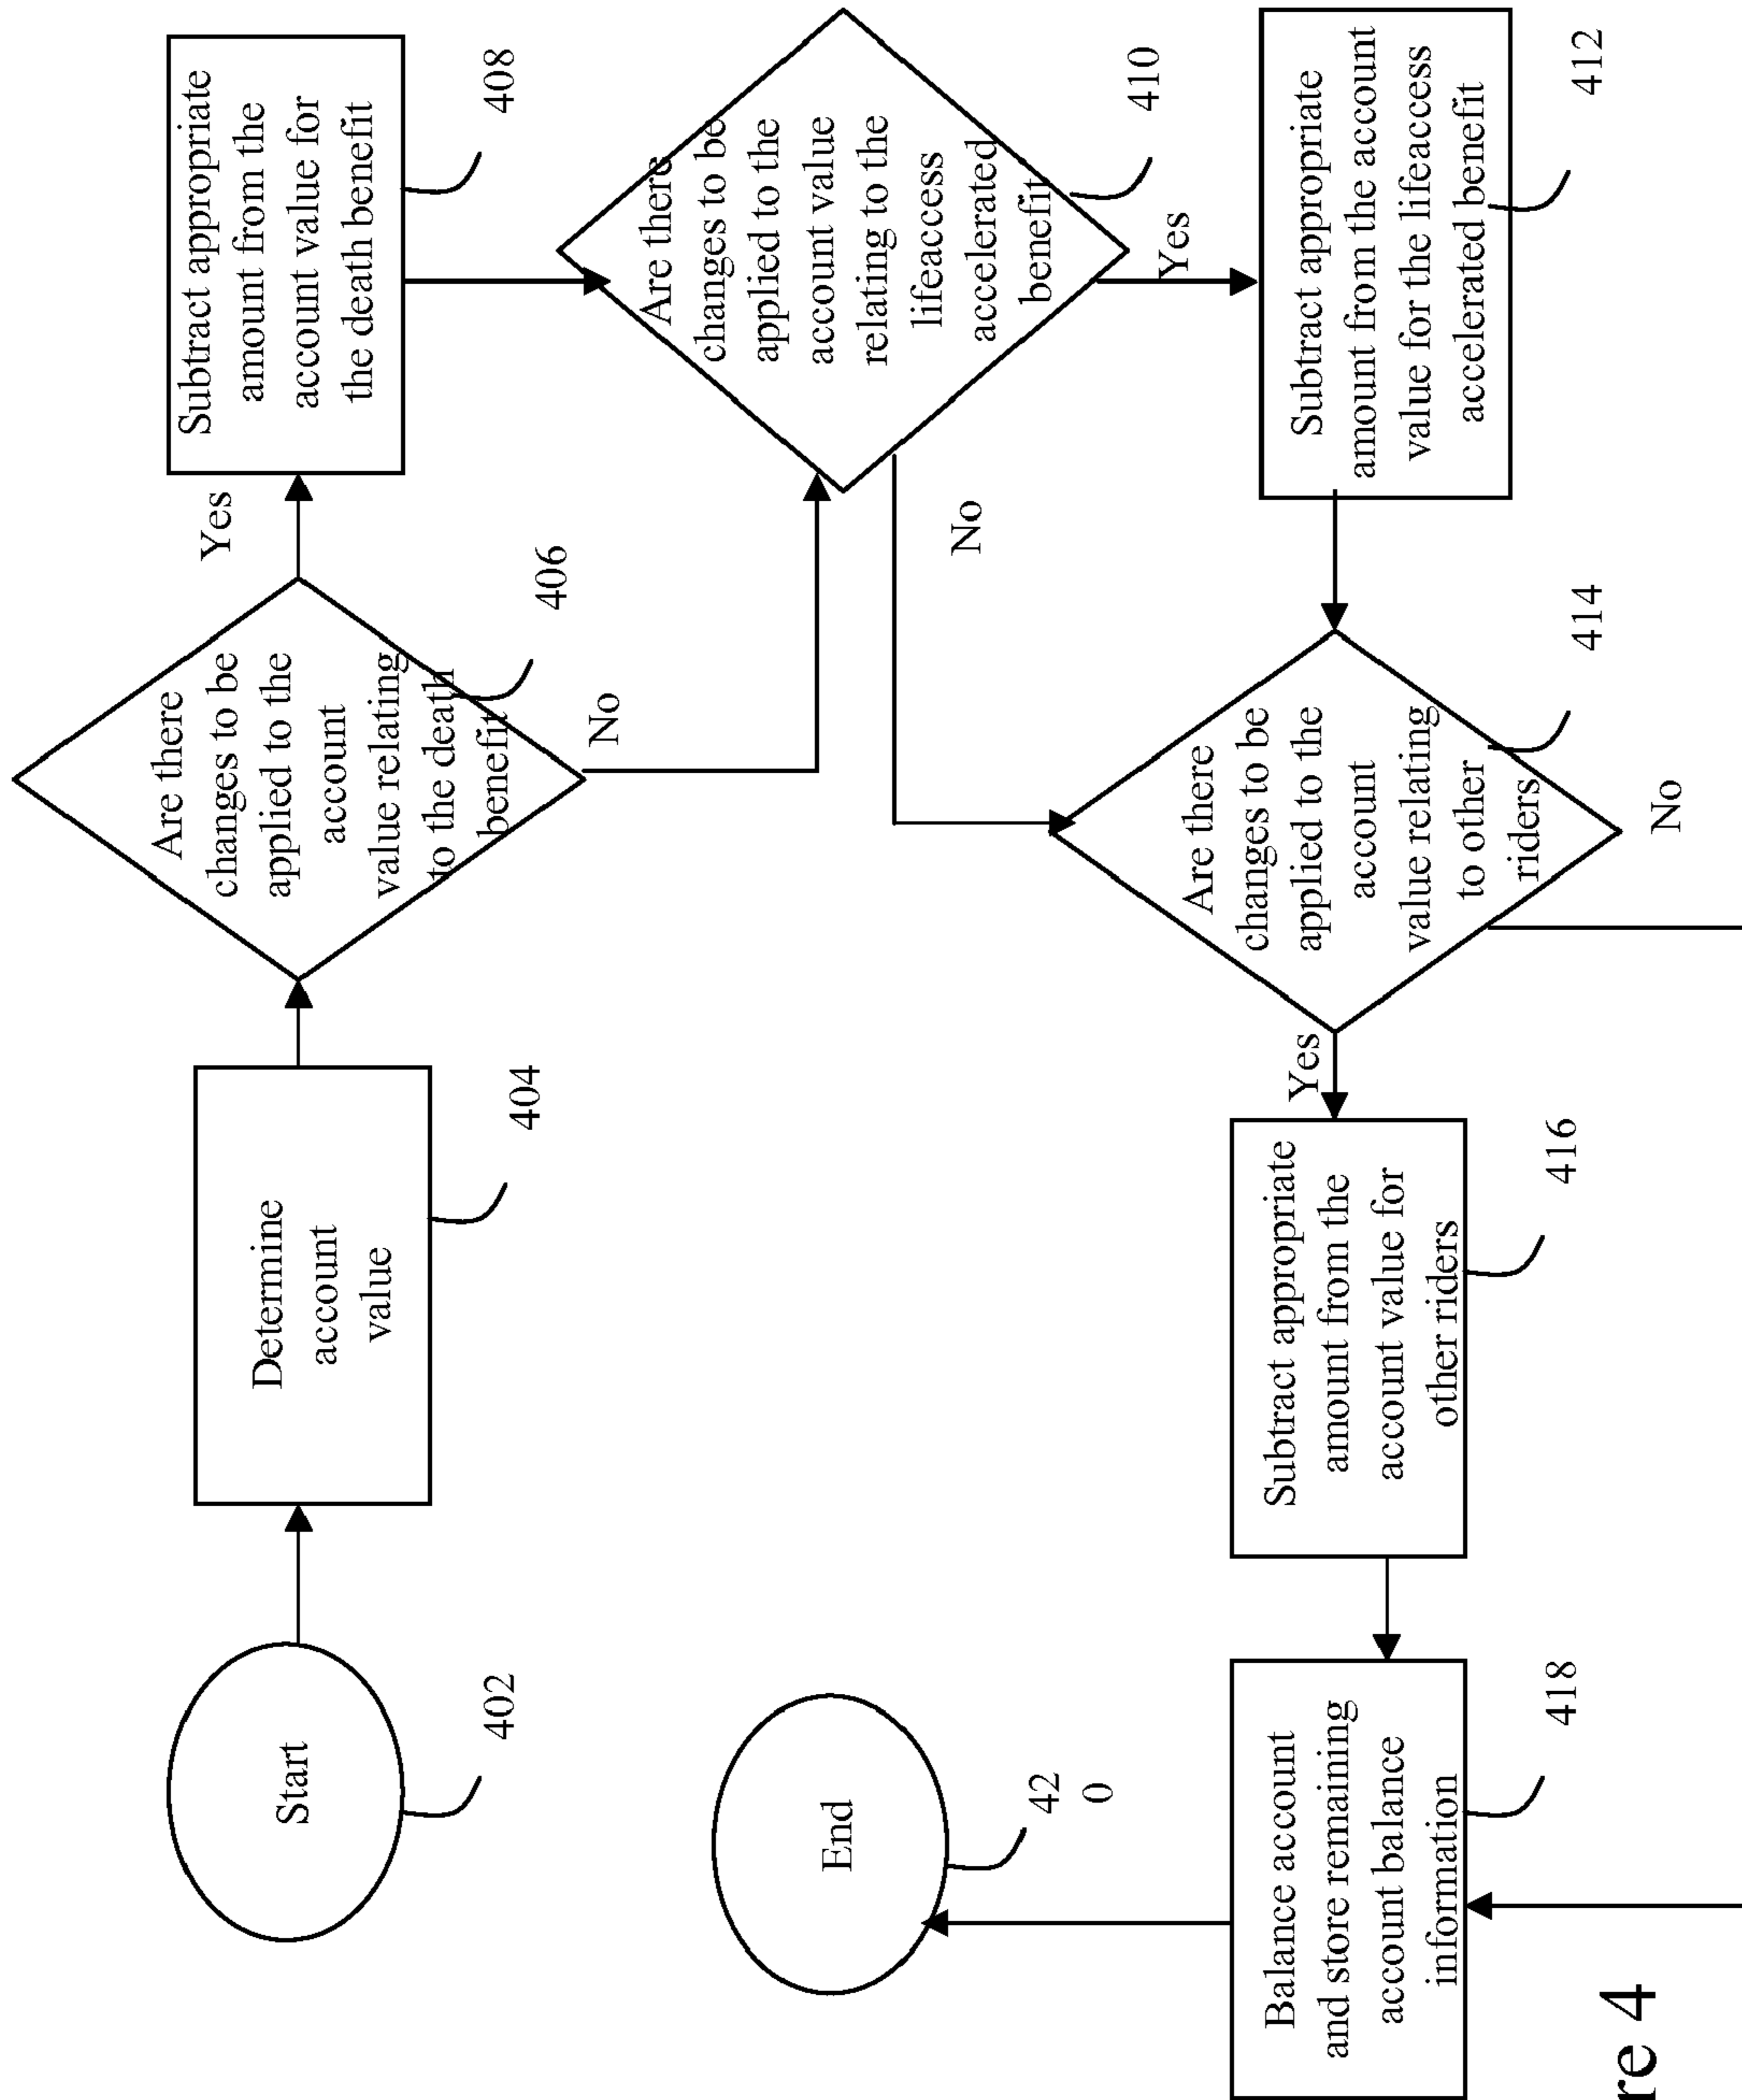 Start
402
Determine
account
value
404
Are there
changes to be
applied to the
account
value relating
to the death
benefit
406
Yes
No
Subtract appropriate
amount from the
account value for
the death benefit
408
Are there
changes to be
applied to the
account value
relating to the
lifeaccess
accelerated
benefit
410
Yes
No
Subtract appropriate
amount from the account
value for the lifeaccess
accelerated benefit
412
Are there
changes to be
applied to the
account
value relating
to other
riders
414
Yes
No
Subtract appropriate
amount from the
account value for
other riders
416
Balance account
and store remaining
account balance
information
418
End
42
0
re 4